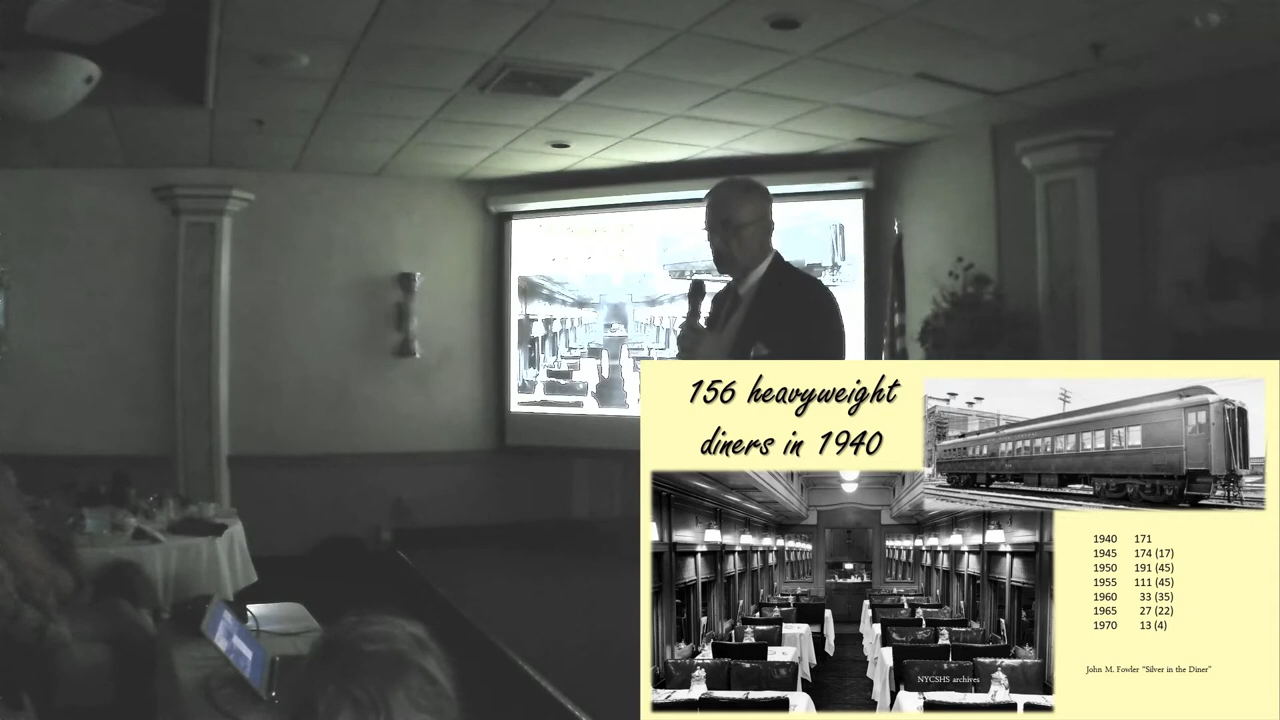 156 heavyweight
diners in 1940
1940 171
1945 174 (17)
1950 191 (45)
1955 111 (45)
1960 33 (35)
1965 27 (22)
1970 13 (4)
John M. Fowler "Silver in the Diner"
NYCSHS archives